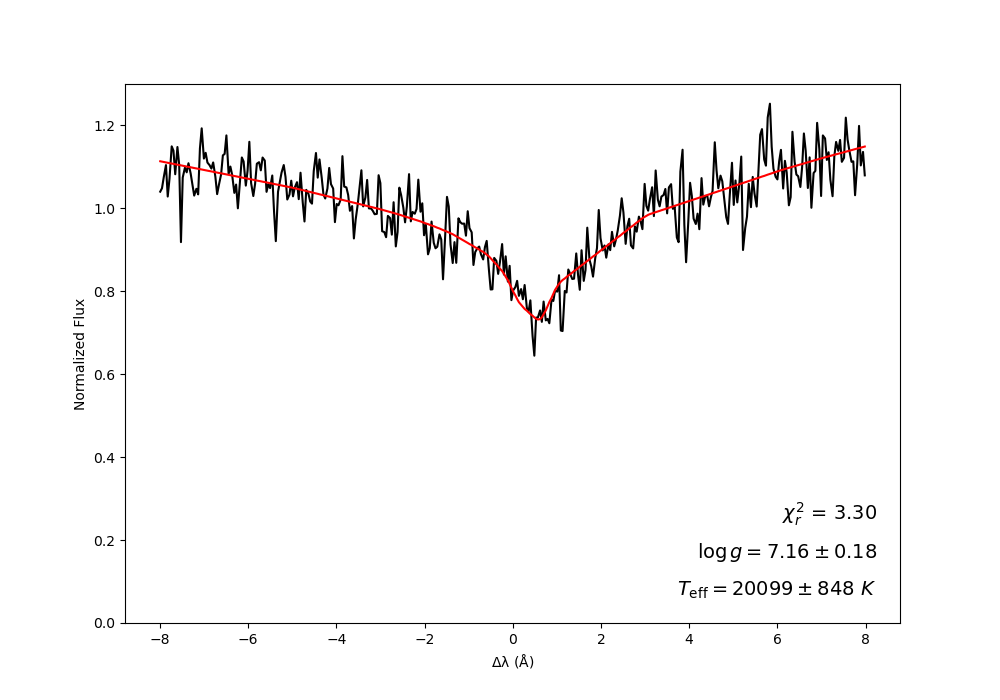 1.2
1.0
0.8
0.6
0.4
0.2
0.0
Normalized Flux
χ²ᵣ = 3.30
log g = 7.16 ± 0.18
T_eff = 20099 ± 848 K
−8 −6 −4 −2 0 2 4 6 8
Δλ (Å)